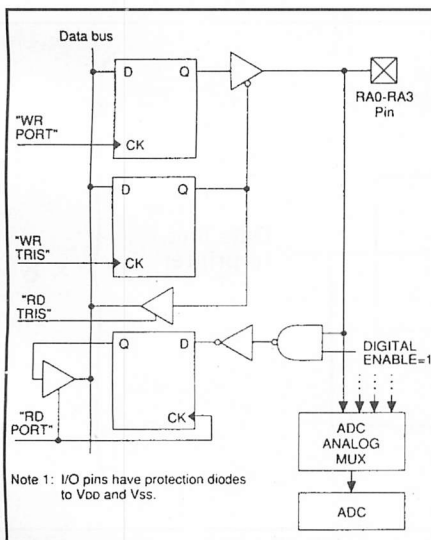 Data bus
D Q
RA0-RA3
Pin
"WR
PORT"
CK
D Q
"WR
TRIS"
CK
"RD
TRIS"
Q D
DIGITAL
ENABLE=1
CK
"RD
PORT"
ADC
ANALOG
MUX
Note 1: I/O pins have protection diodes
to VDD and VSS.
ADC